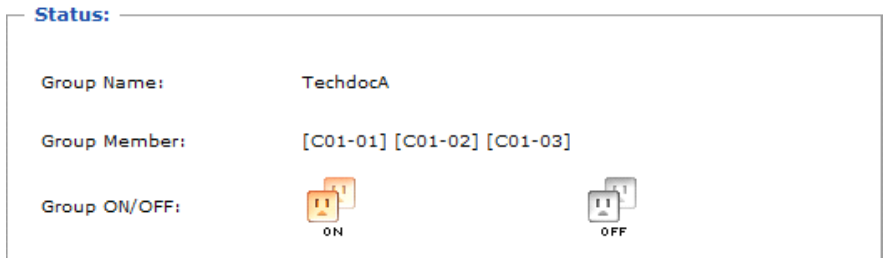 Status:
Group Name: TechdocA
Group Member: [C01-01] [C01-02] [C01-03]
Group ON/OFF:
ON OFF